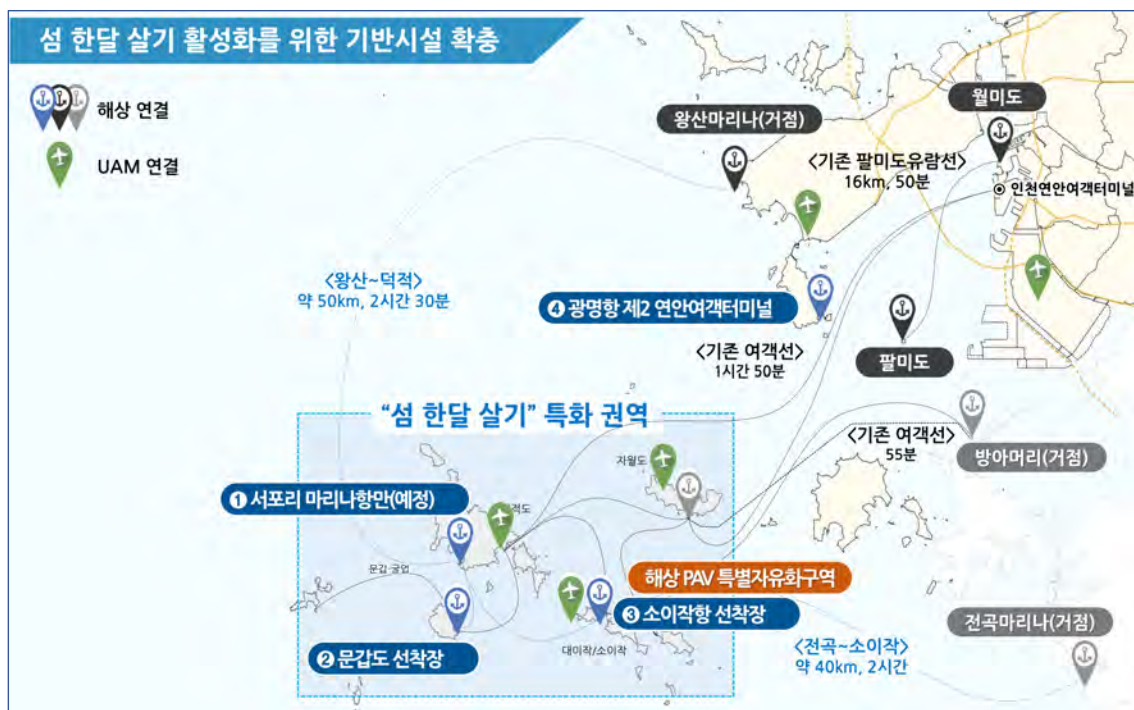 섬 한달 살기 활성화를 위한 기반시설 확충
해상 연결
UAM 연결
월미도
왕산마리나(거점)
<기존 팔미도유람선>
16km, 50분
인천연안여객터미널
<왕산~덕적>
약 50km, 2시간 30분
❹ 광명항 제2 연안여객터미널
<기존 여객선>
1시간 50분
팔미도
"섬 한달 살기" 특화 권역
<기존 여객선>
55분
방아머리(거점)
자월도
❶ 서포리 마리나항만(예정)
적도
문갑·굴업
해상 PAV 특별자유화구역
❸ 소이작항 선착장
전곡마리나(거점)
❷ 문갑도 선착장
대이작/소이작
<전곡~소이작>
약 40km, 2시간